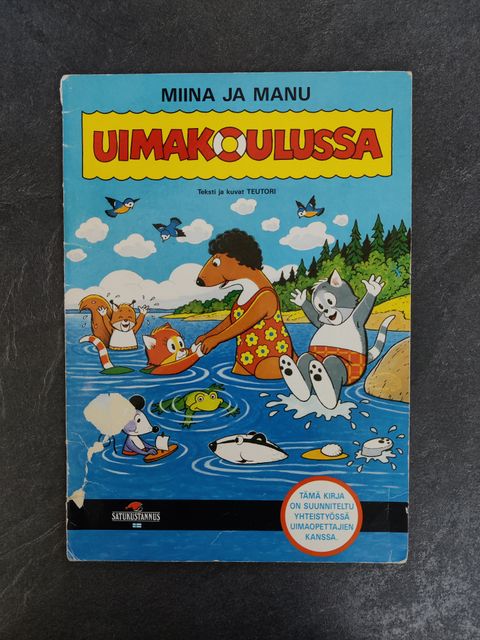 MIINA JA MANU
UIMAKOULUSSA
Teksti ja kuvat TEUTORI
SATUKUSTANNUS
TÄMÄ KIRJA
ON SUUNNITELTU
YHTEISTYÖSSÄ
UIMAOPETTAJIEN
KANSSA.